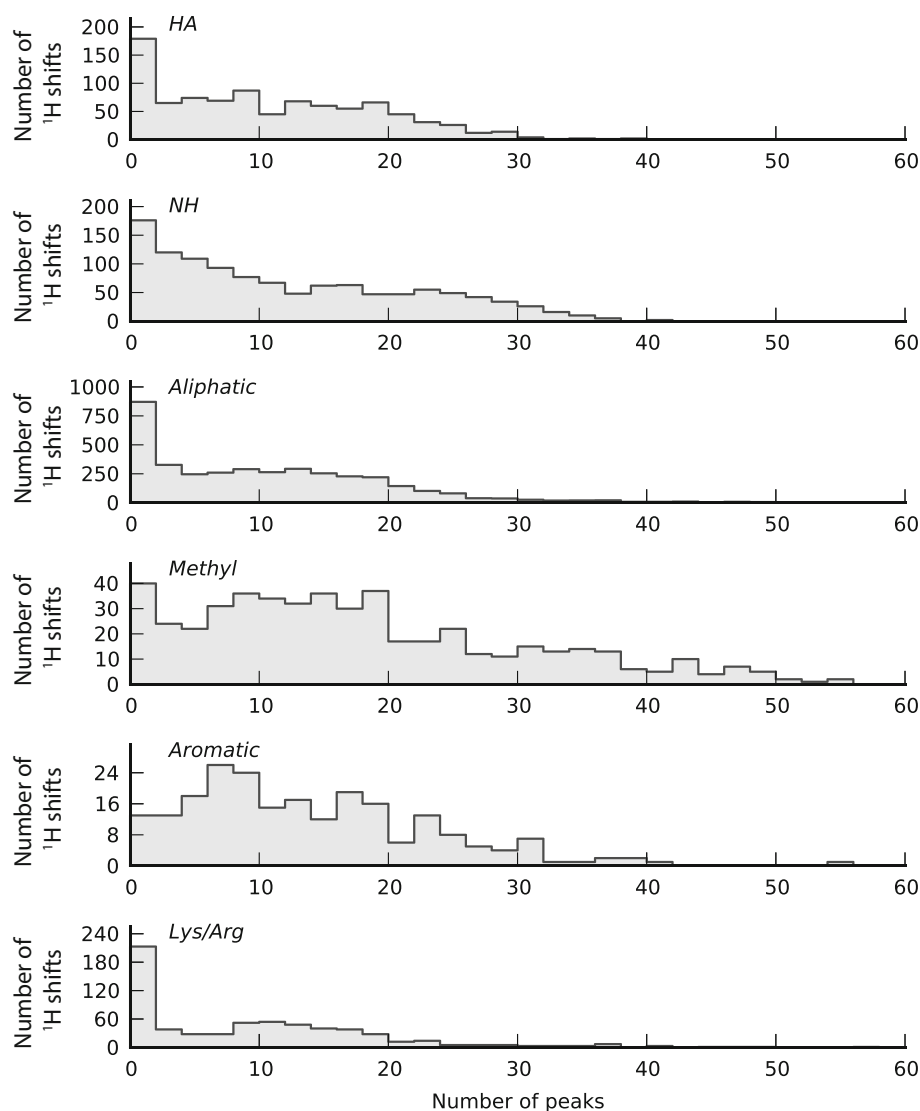 HA
Number of
¹H shifts
200
150
100
50
0
0 10 20 30 40 50 60
NH
Number of
¹H shifts
200
150
100
50
0
0 10 20 30 40 50 60
Aliphatic
Number of
¹H shifts
1000
750
500
250
0
0 10 20 30 40 50 60
Methyl
Number of
¹H shifts
40
30
20
10
0
0 10 20 30 40 50 60
Aromatic
Number of
¹H shifts
24
16
8
0
0 10 20 30 40 50 60
Lys/Arg
Number of
¹H shifts
240
180
120
60
0
0 10 20 30 40 50 60
Number of peaks